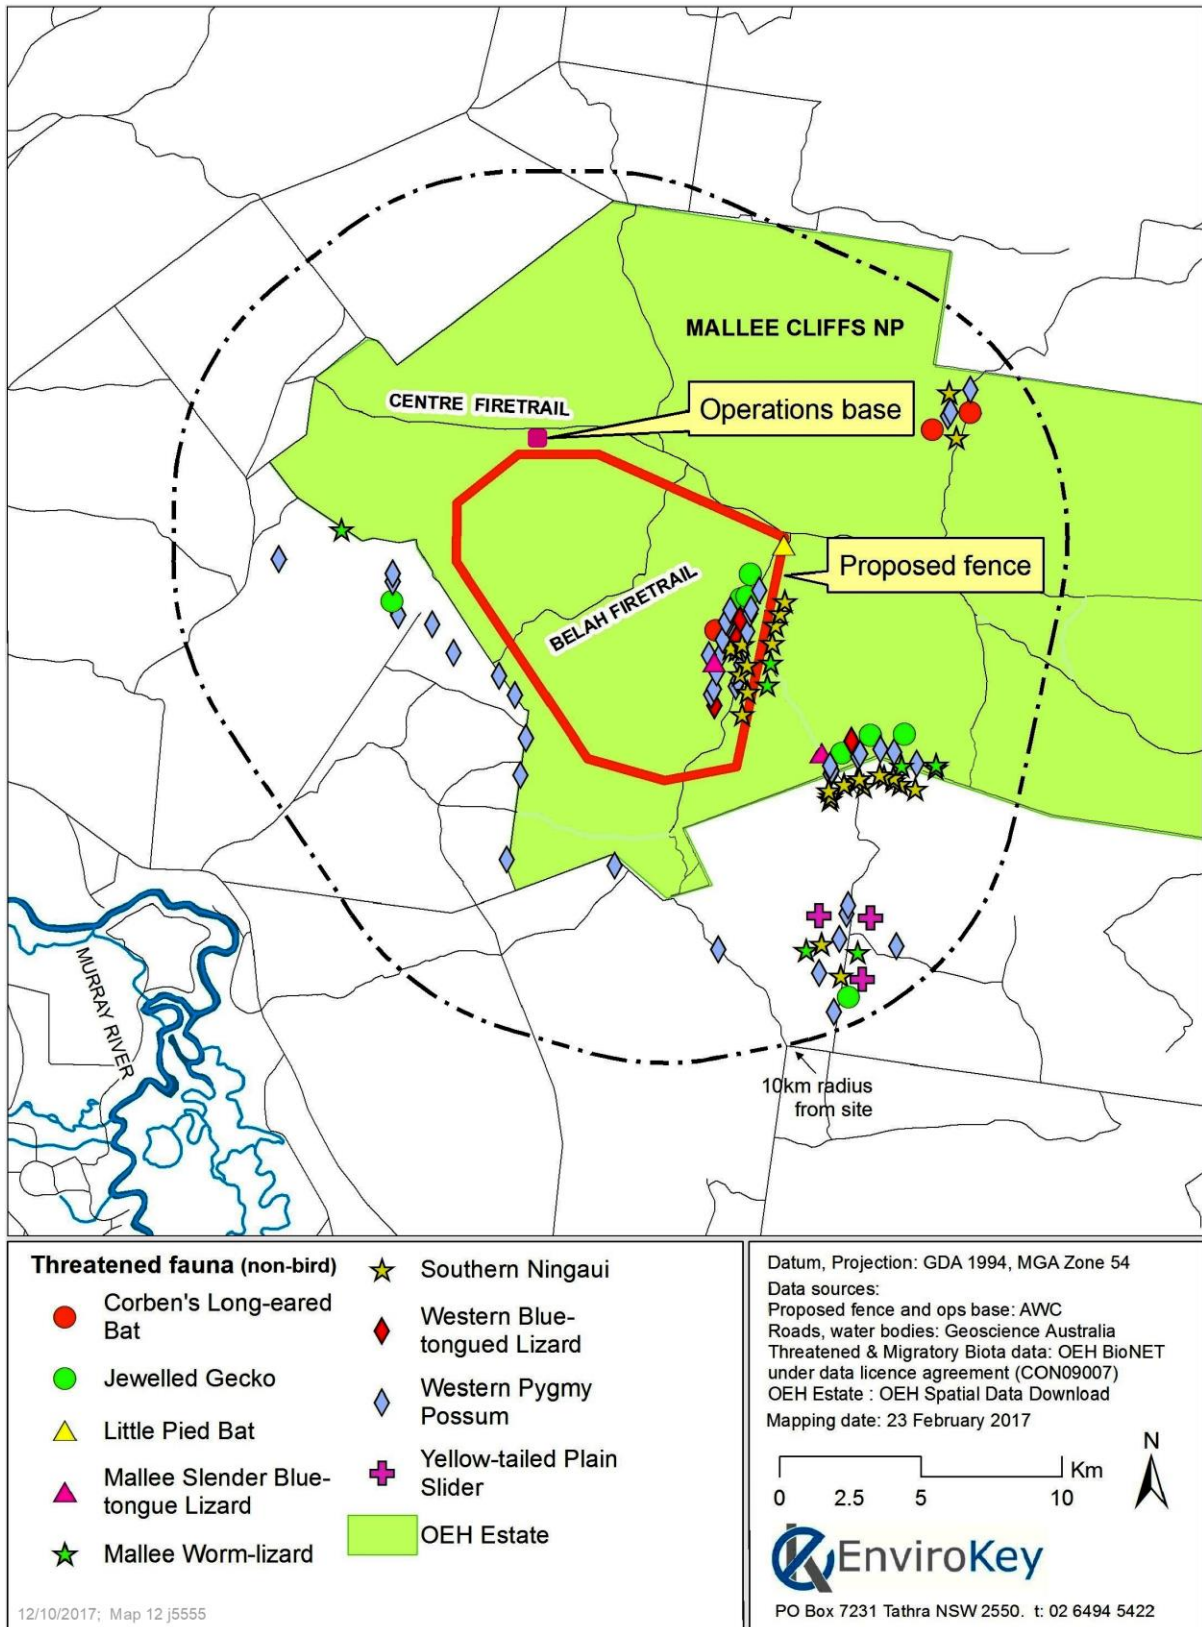 MALLEE CLIFFS NP
CENTRE FIRETRAIL
Operations base
Proposed fence
BELAH FIRETRAIL
MURRAY RIVER
10km radius
from site
Threatened fauna (non-bird)
Corben's Long-eared
Bat
Jewelled Gecko
Little Pied Bat
Mallee Slender Blue-
tongue Lizard
Mallee Worm-lizard
Southern Ningaui
Western Blue-
tongued Lizard
Western Pygmy
Possum
Yellow-tailed Plain
Slider
OEH Estate
12/10/2017; Map 12 j5555
Datum, Projection: GDA 1994, MGA Zone 54
Data sources:
Proposed fence and ops base: AWC
Roads, water bodies: Geoscience Australia
Threatened & Migratory Biota data: OEH BioNET
under data licence agreement (CON09007)
OEH Estate : OEH Spatial Data Download
Mapping date: 23 February 2017
N
Km
0 2.5 5 10
EnviroKey
PO Box 7231 Tathra NSW 2550. t: 02 6494 5422